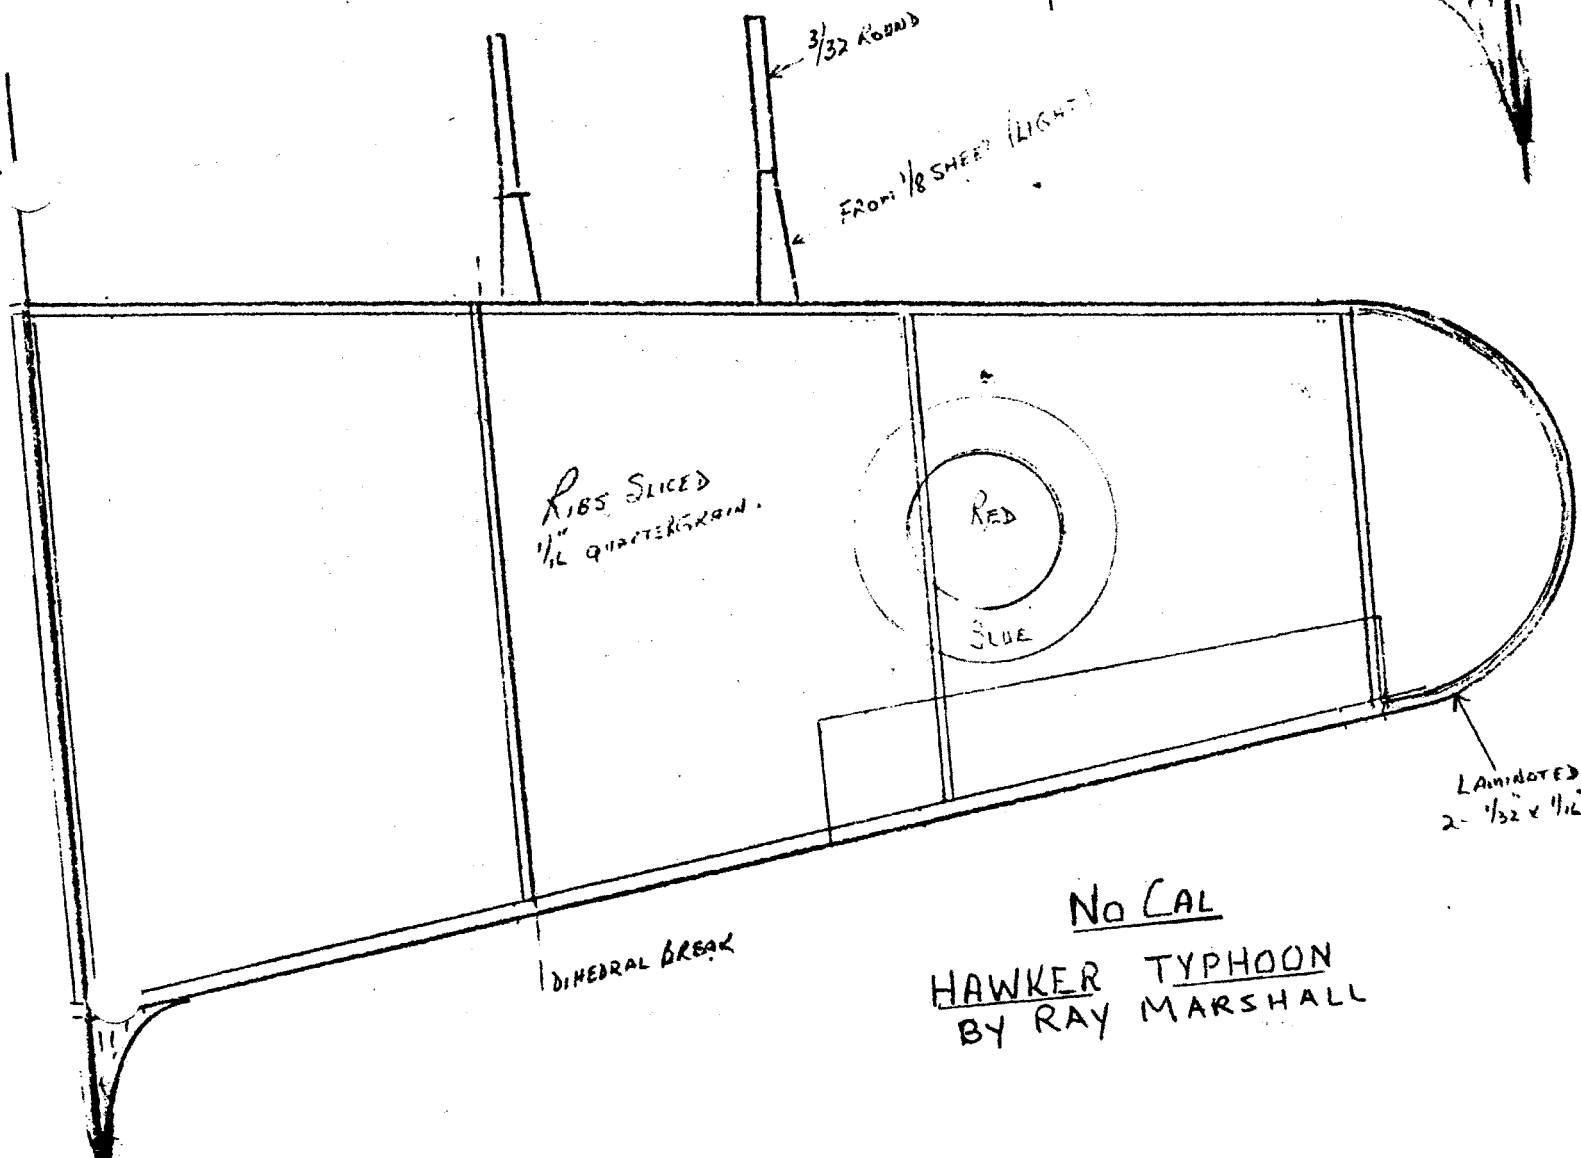 3/32 ROUND
FROM 1/8 SHEET (LIGHT)
RIBS SLICED
1/16" QUARTERGRAIN.
RED
BLUE
LAMINATED
2- 1/32" x 1/16"
DIHEDRAL BREAK
NO CAL
HAWKER TYPHOON
BY RAY MARSHALL